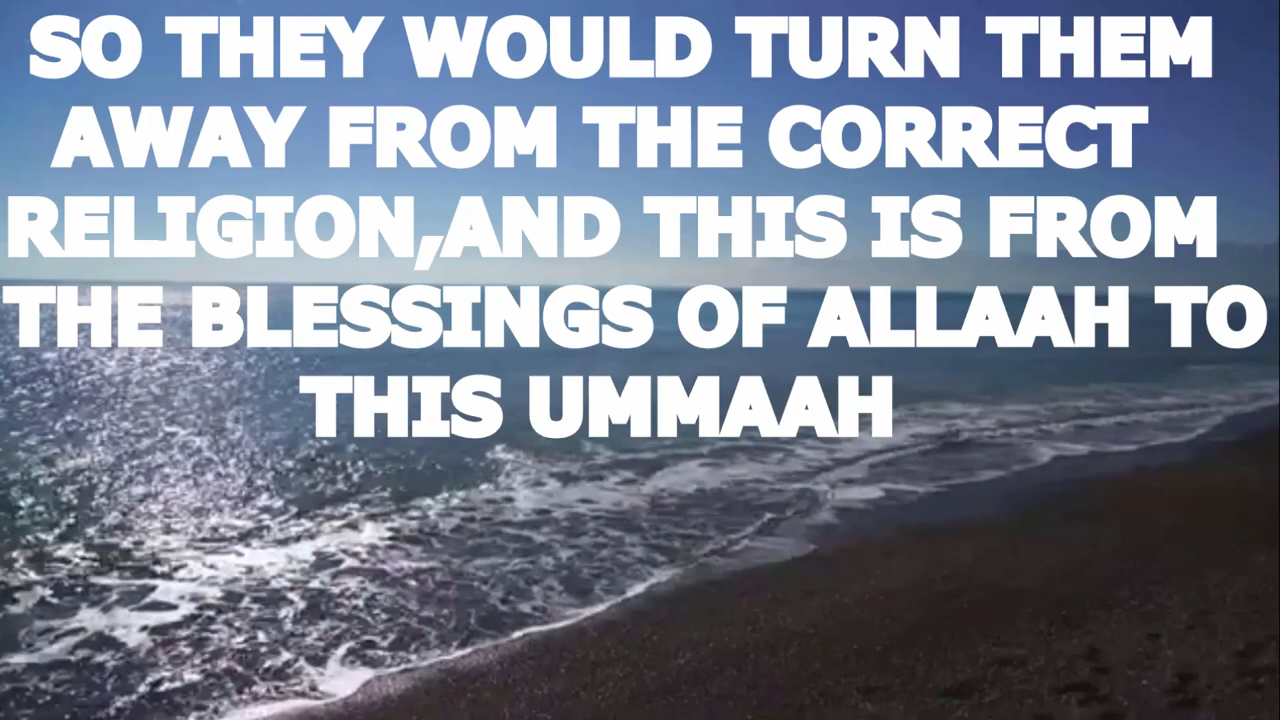 SO THEY WOULD TURN THEM
AWAY FROM THE CORRECT
RELIGION,AND THIS IS FROM
THE BLESSINGS OF ALLAAH TO
THIS UMMAAH